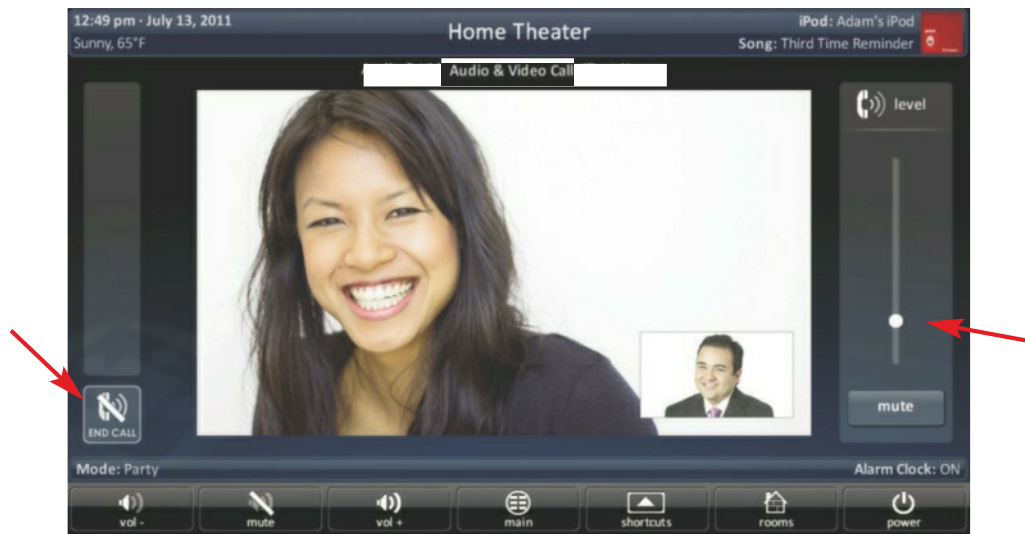 12:49 pm - July 13, 2011
Sunny, 65°F
Home Theater
iPod: Adam's iPod
Song: Third Time Reminder
Audio & Video Call
level
END CALL
mute
Mode: Party
Alarm Clock: ON
vol -
mute
vol +
main
shortcuts
rooms
power